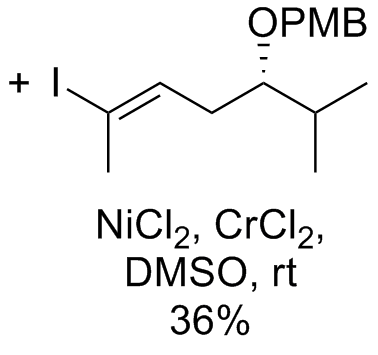 OPMB
+ I
NiCl₂, CrCl₂,
DMSO, rt
36%